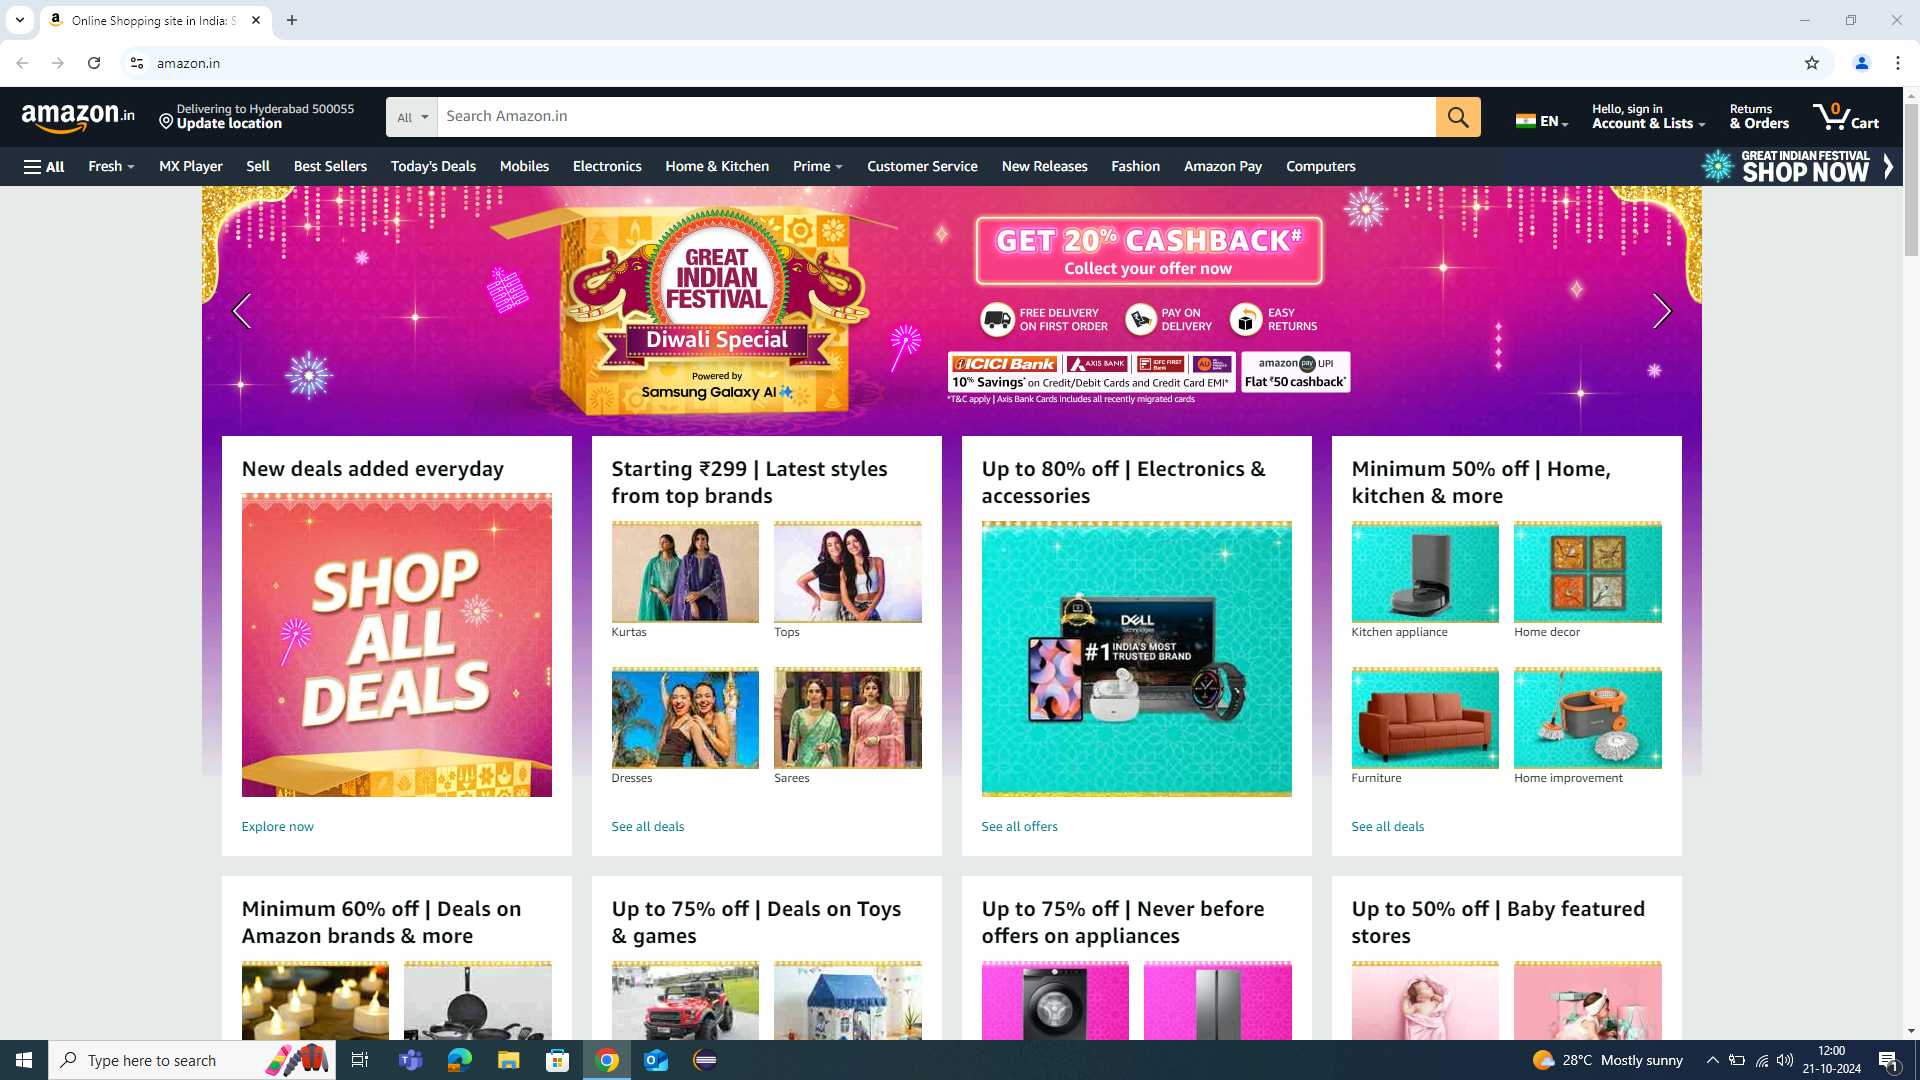 Online Shopping site in India: S
amazon.in
amazon.in
Delivering to Hyderabad 500055
Update location
All
Search Amazon.in
EN
Hello, sign in
Account & Lists
Returns
& Orders
0
Cart
All
Fresh
MX Player
Sell
Best Sellers
Today's Deals
Mobiles
Electronics
Home & Kitchen
Prime
Customer Service
New Releases
Fashion
Amazon Pay
Computers
GREAT INDIAN FESTIVAL
SHOP NOW
GREAT
INDIAN
FESTIVAL
Diwali Special
Powered by
Samsung Galaxy AI
GET 20% CASHBACK#
Collect your offer now
FREE DELIVERY
ON FIRST ORDER
PAY ON
DELIVERY
EASY
RETURNS
ICICI Bank
AXIS BANK
IDFC FIRST
Bank
AU
10% Savings* on Credit/Debit Cards and Credit Card EMI*
amazon pay UPI
Flat ₹50 cashback*
*T&C apply | Axis Bank Cards includes all recently migrated cards
New deals added everyday
SHOP
ALL
DEALS
Explore now
Starting ₹299 | Latest styles
from top brands
Kurtas
Tops
Dresses
Sarees
See all deals
Up to 80% off | Electronics &
accessories
DELL
Technologies
#1 INDIA'S MOST
TRUSTED BRAND
See all offers
Minimum 50% off | Home,
kitchen & more
Kitchen appliance
Home decor
Furniture
Home improvement
See all deals
Minimum 60% off | Deals on
Amazon brands & more
Up to 75% off | Deals on Toys
& games
Up to 75% off | Never before
offers on appliances
Up to 50% off | Baby featured
stores
Type here to search
28°C Mostly sunny
12:00
21-10-2024
1